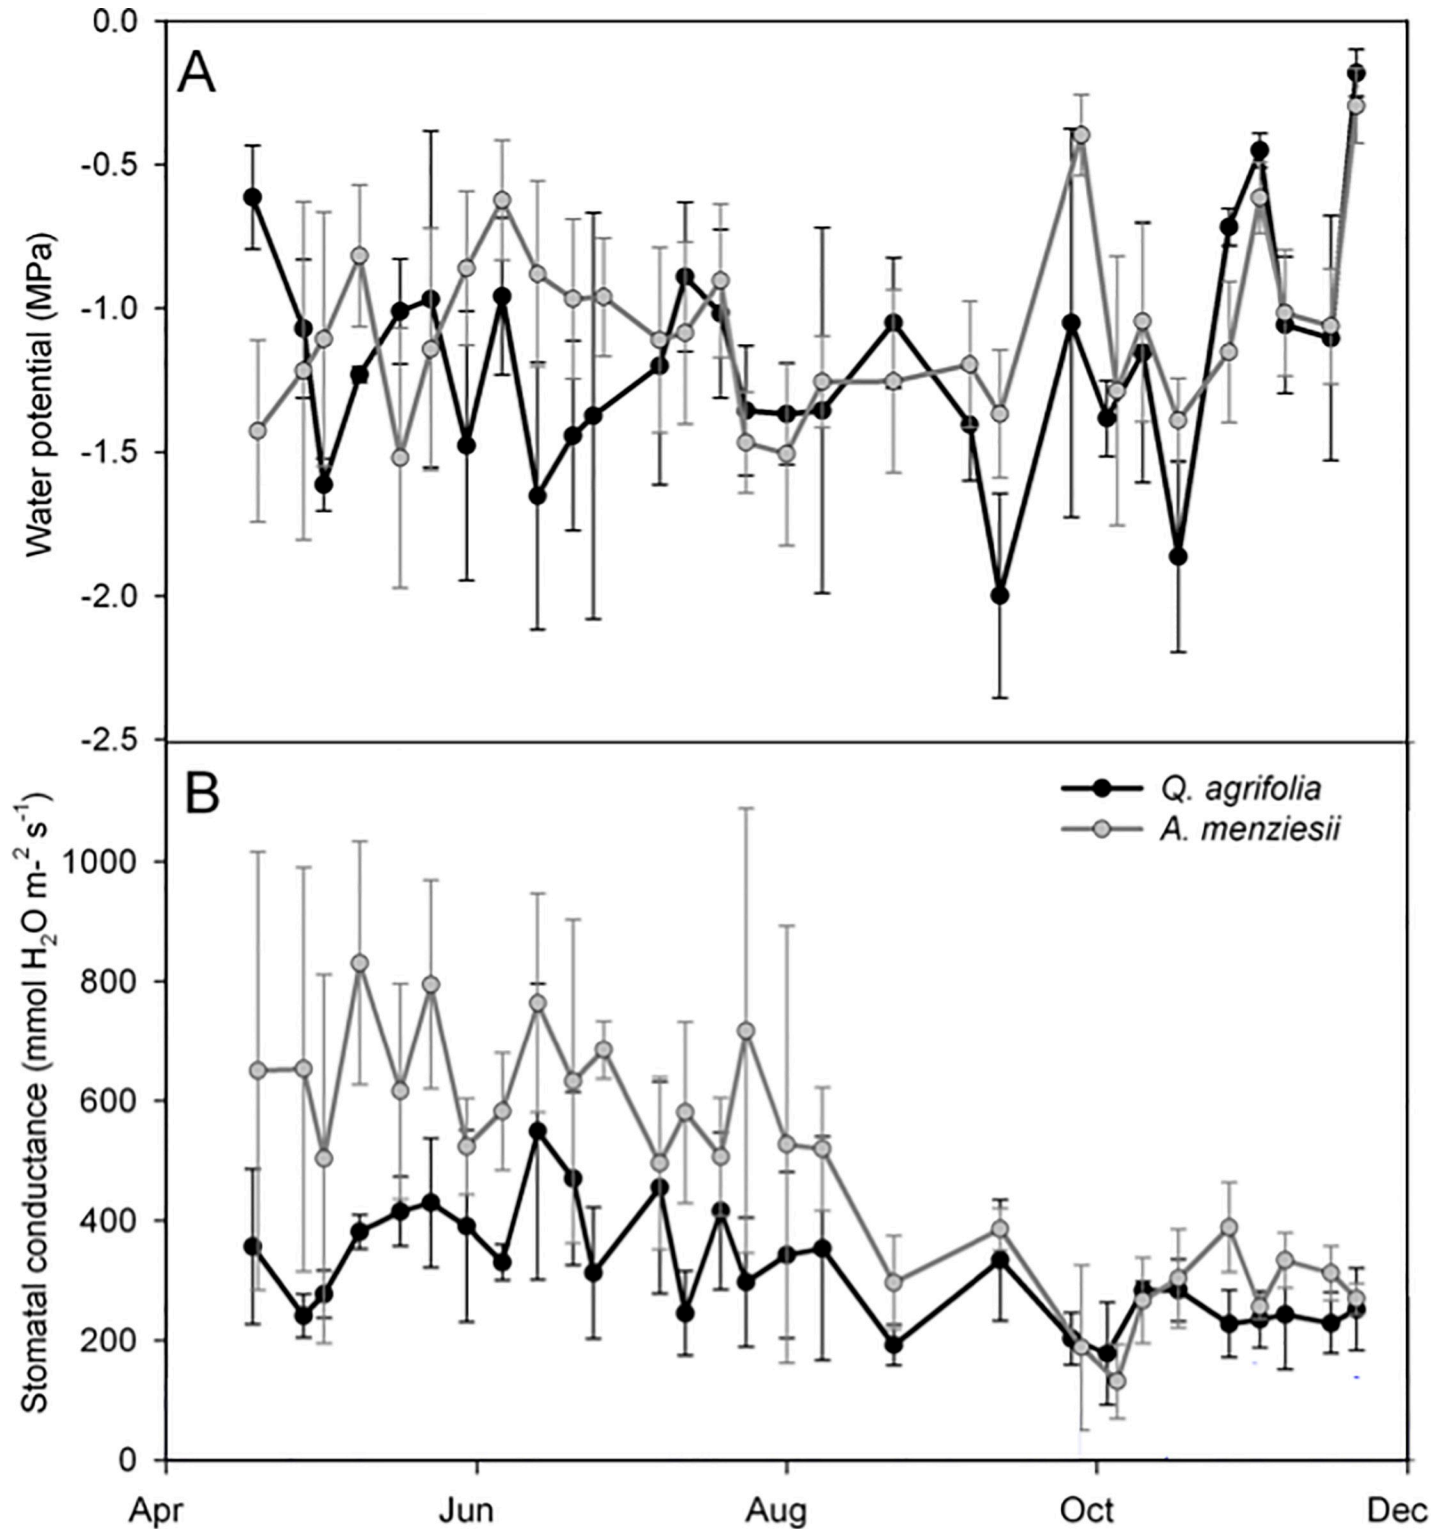 A
0.0
-0.5
-1.0
-1.5
-2.0
-2.5
Water potential (MPa)
B
Q. agrifolia
A. menziesii
1000
800
600
400
200
0
Stomatal conductance (mmol H₂O m-² s⁻¹)
Apr Jun Aug Oct Dec